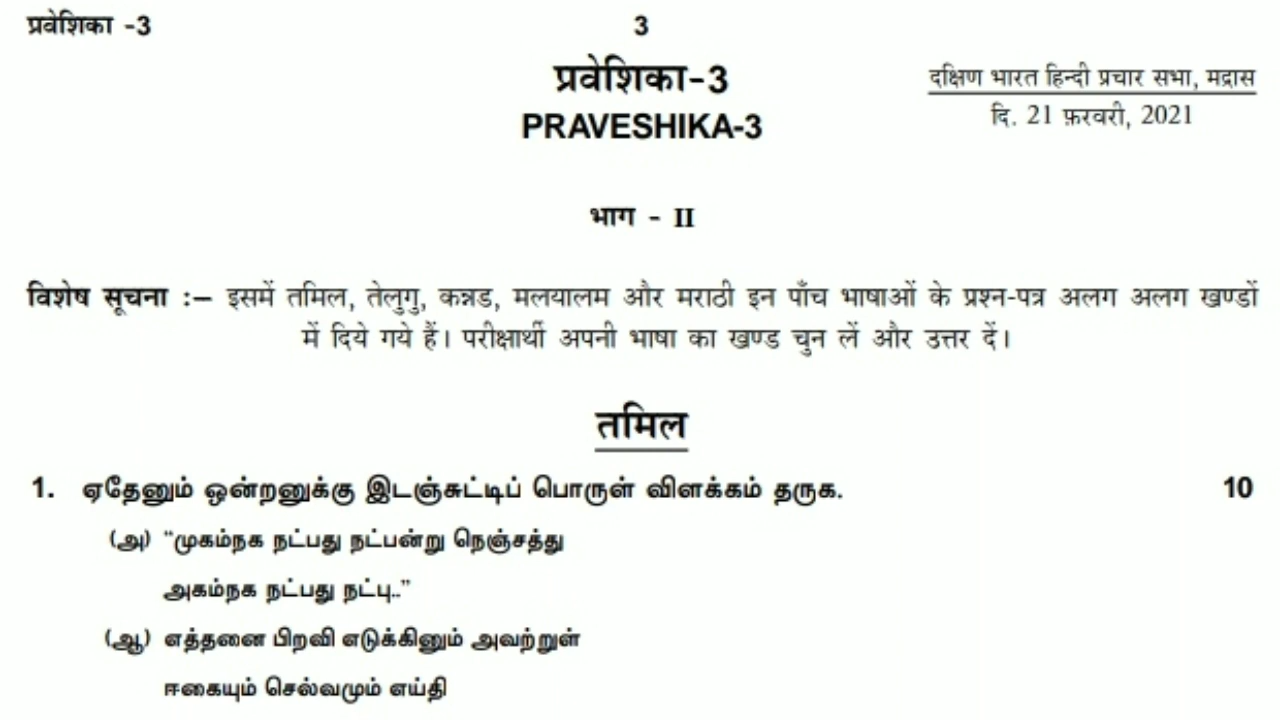 प्रवेशिका -3
3
प्रवेशिका-3
PRAVESHIKA-3
दक्षिण भारत हिन्दी प्रचार सभा, मद्रास
दि. 21 फ़रवरी, 2021
भाग - II
विशेष सूचना :– इसमें तमिल, तेलुगु, कन्नड, मलयालम और मराठी इन पाँच भाषाओं के प्रश्न-पत्र अलग अलग खण्डों
में दिये गये हैं। परीक्षार्थी अपनी भाषा का खण्ड चुन लें और उत्तर दें।
तमिल
1. ஏதேனும் ஒன்றனுக்கு இடஞ்சுட்டிப் பொருள் விளக்கம் தருக. 10
(அ) “முகம்நக நட்பது நட்பன்று நெஞ்சத்து
அகம்நக நட்பது நட்பு..”
(ஆ) எத்தனை பிறவி எடுக்கினும் அவற்றுள்
ஈகையும் செல்வமும் எய்தி